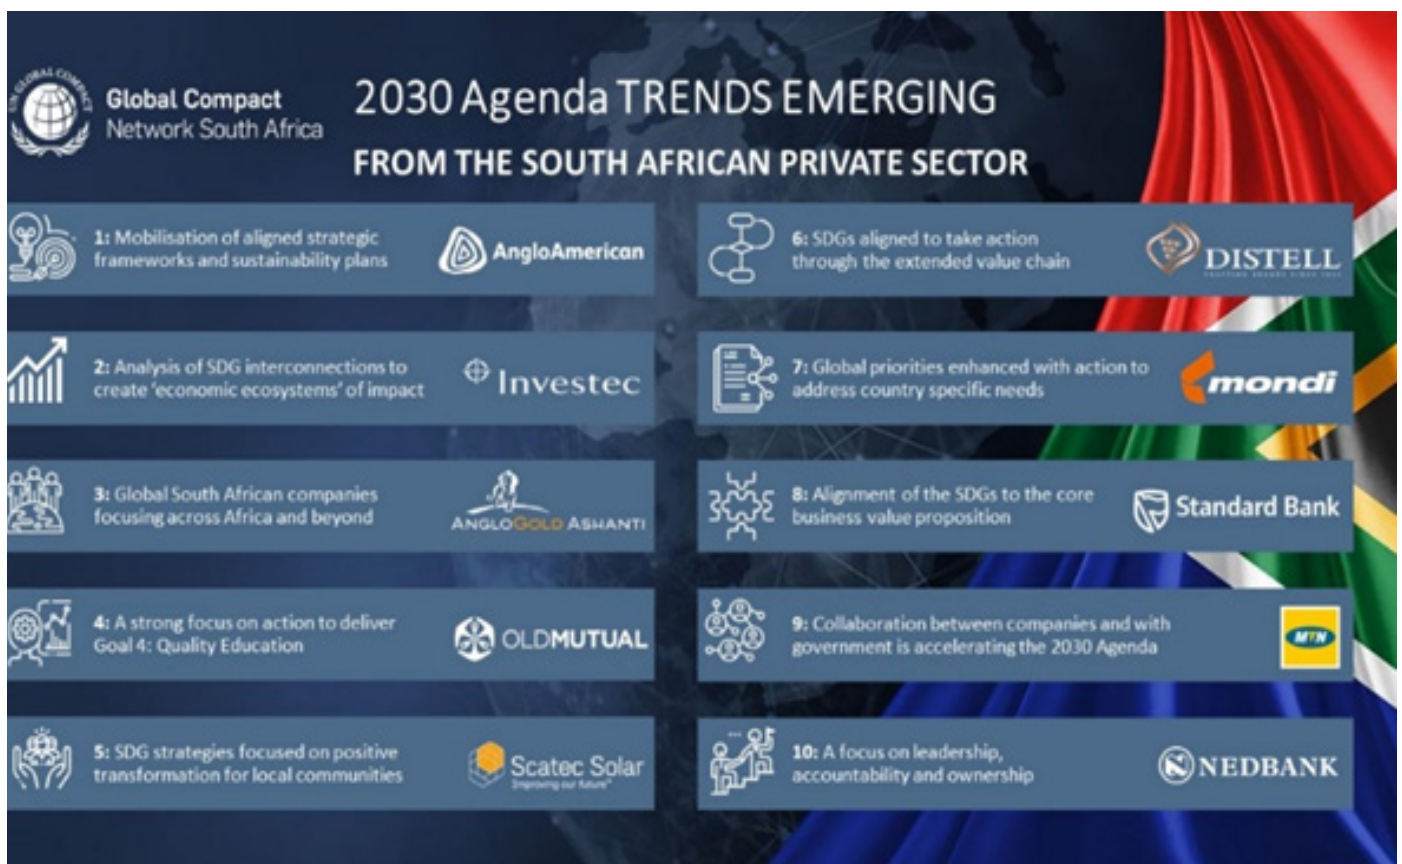 UN GLOBAL COMPACT
Global Compact
Network South Africa
2030 Agenda TRENDS EMERGING
FROM THE SOUTH AFRICAN PRIVATE SECTOR
1: Mobilisation of aligned strategic
frameworks and sustainability plans
AngloAmerican
2: Analysis of SDG interconnections to
create ‘economic ecosystems’ of impact
Investec
3: Global South African companies
focusing across Africa and beyond
ANGLOGOLD ASHANTI
4: A strong focus on action to deliver
Goal 4: Quality Education
OLDMUTUAL
5: SDG strategies focused on positive
transformation for local communities
Scatec Solar
Improving our future™
6: SDGs aligned to take action
through the extended value chain
DISTELL
7: Global priorities enhanced with action to
address country specific needs
mondi
8: Alignment of the SDGs to the core
business value proposition
Standard Bank
9: Collaboration between companies and with
government is accelerating the 2030 Agenda
MTN
10: A focus on leadership,
accountability and ownership
NEDBANK